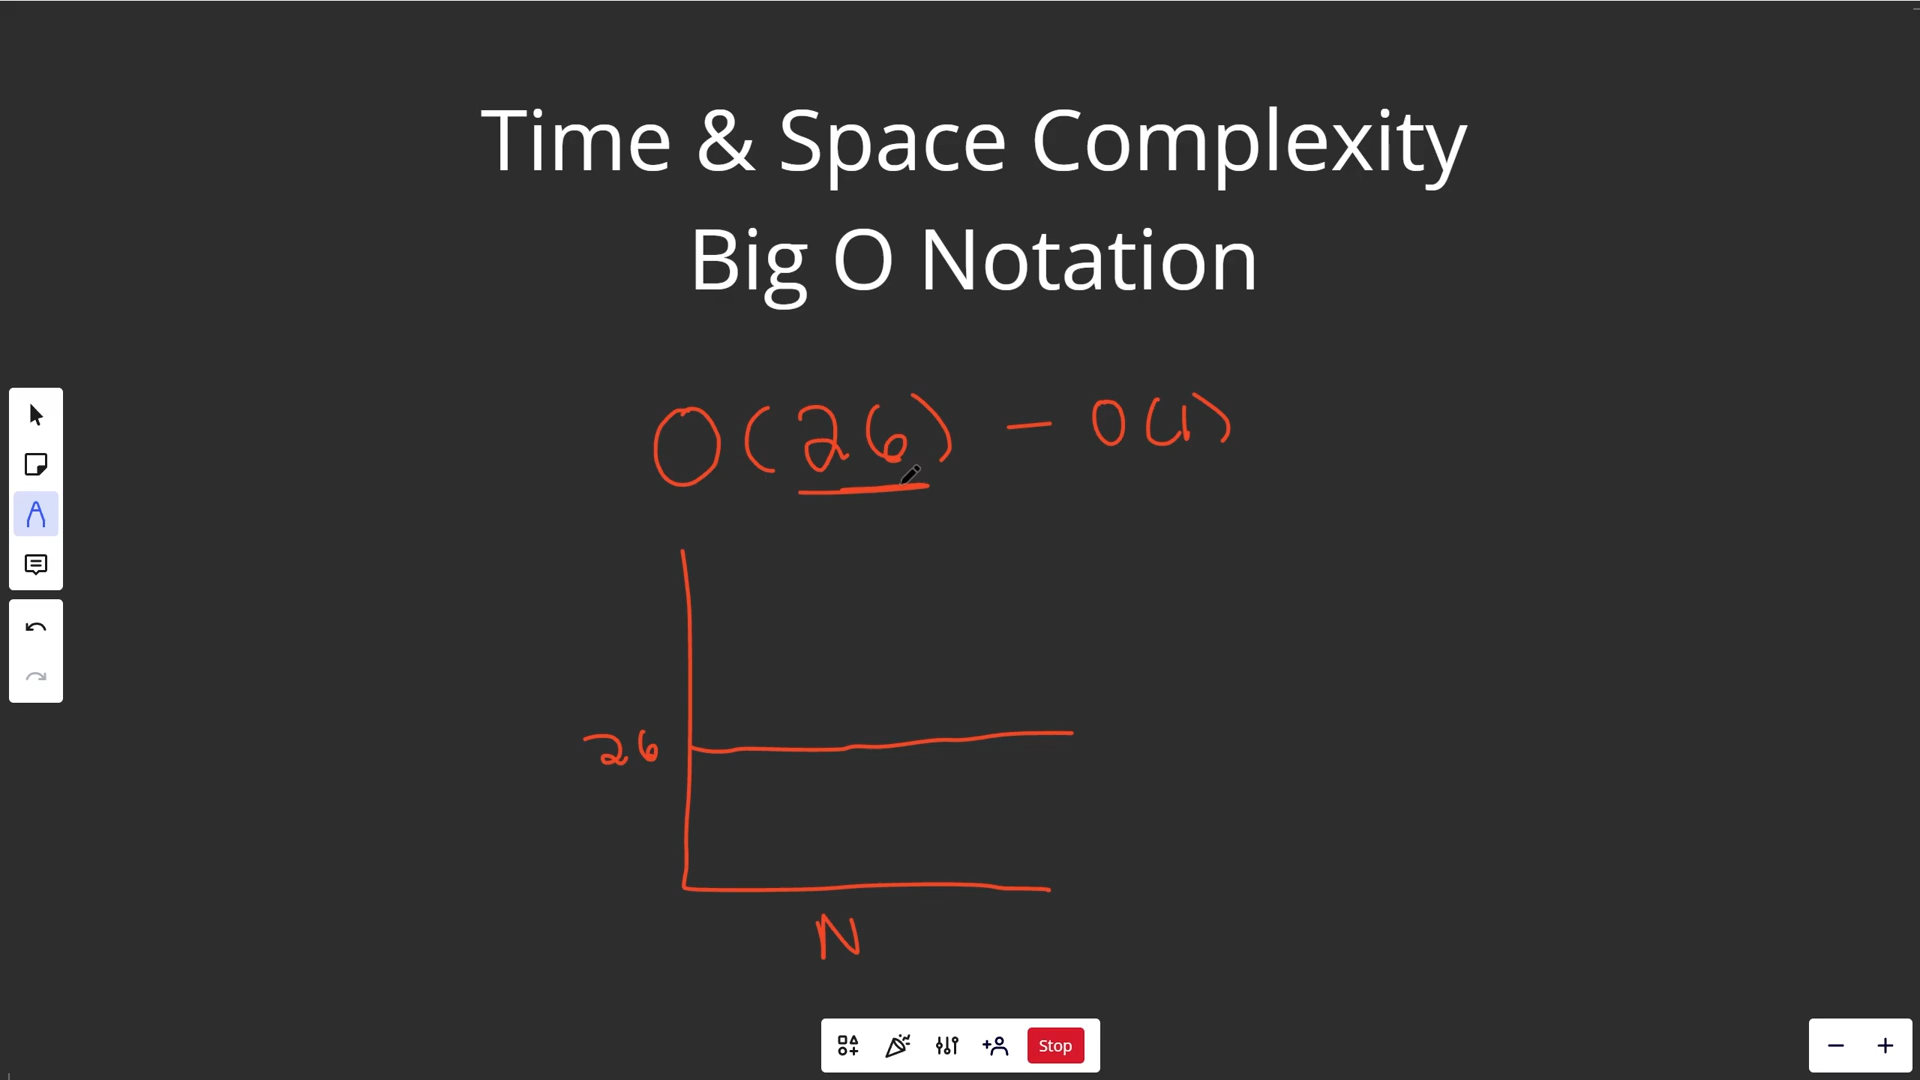 Time & Space Complexity
Big O Notation
O(26) — O(1)
26
N
Stop